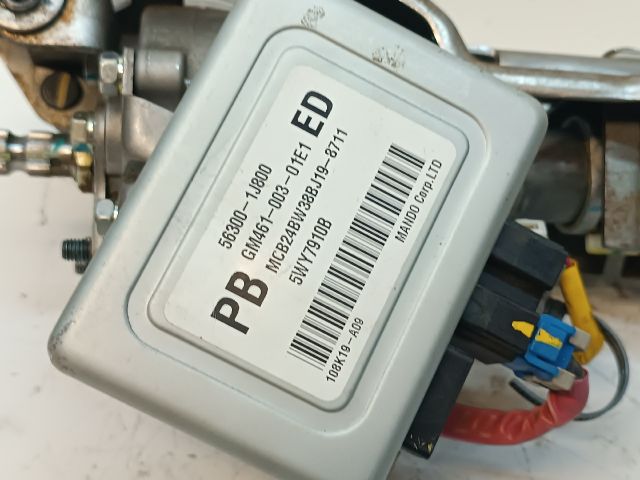 PB
ED
56300-1J800
GM461-003-01E1
MCB24BW38BJ19-8711
5WY7910B
108K19-A09
MANDO Corp.LTD